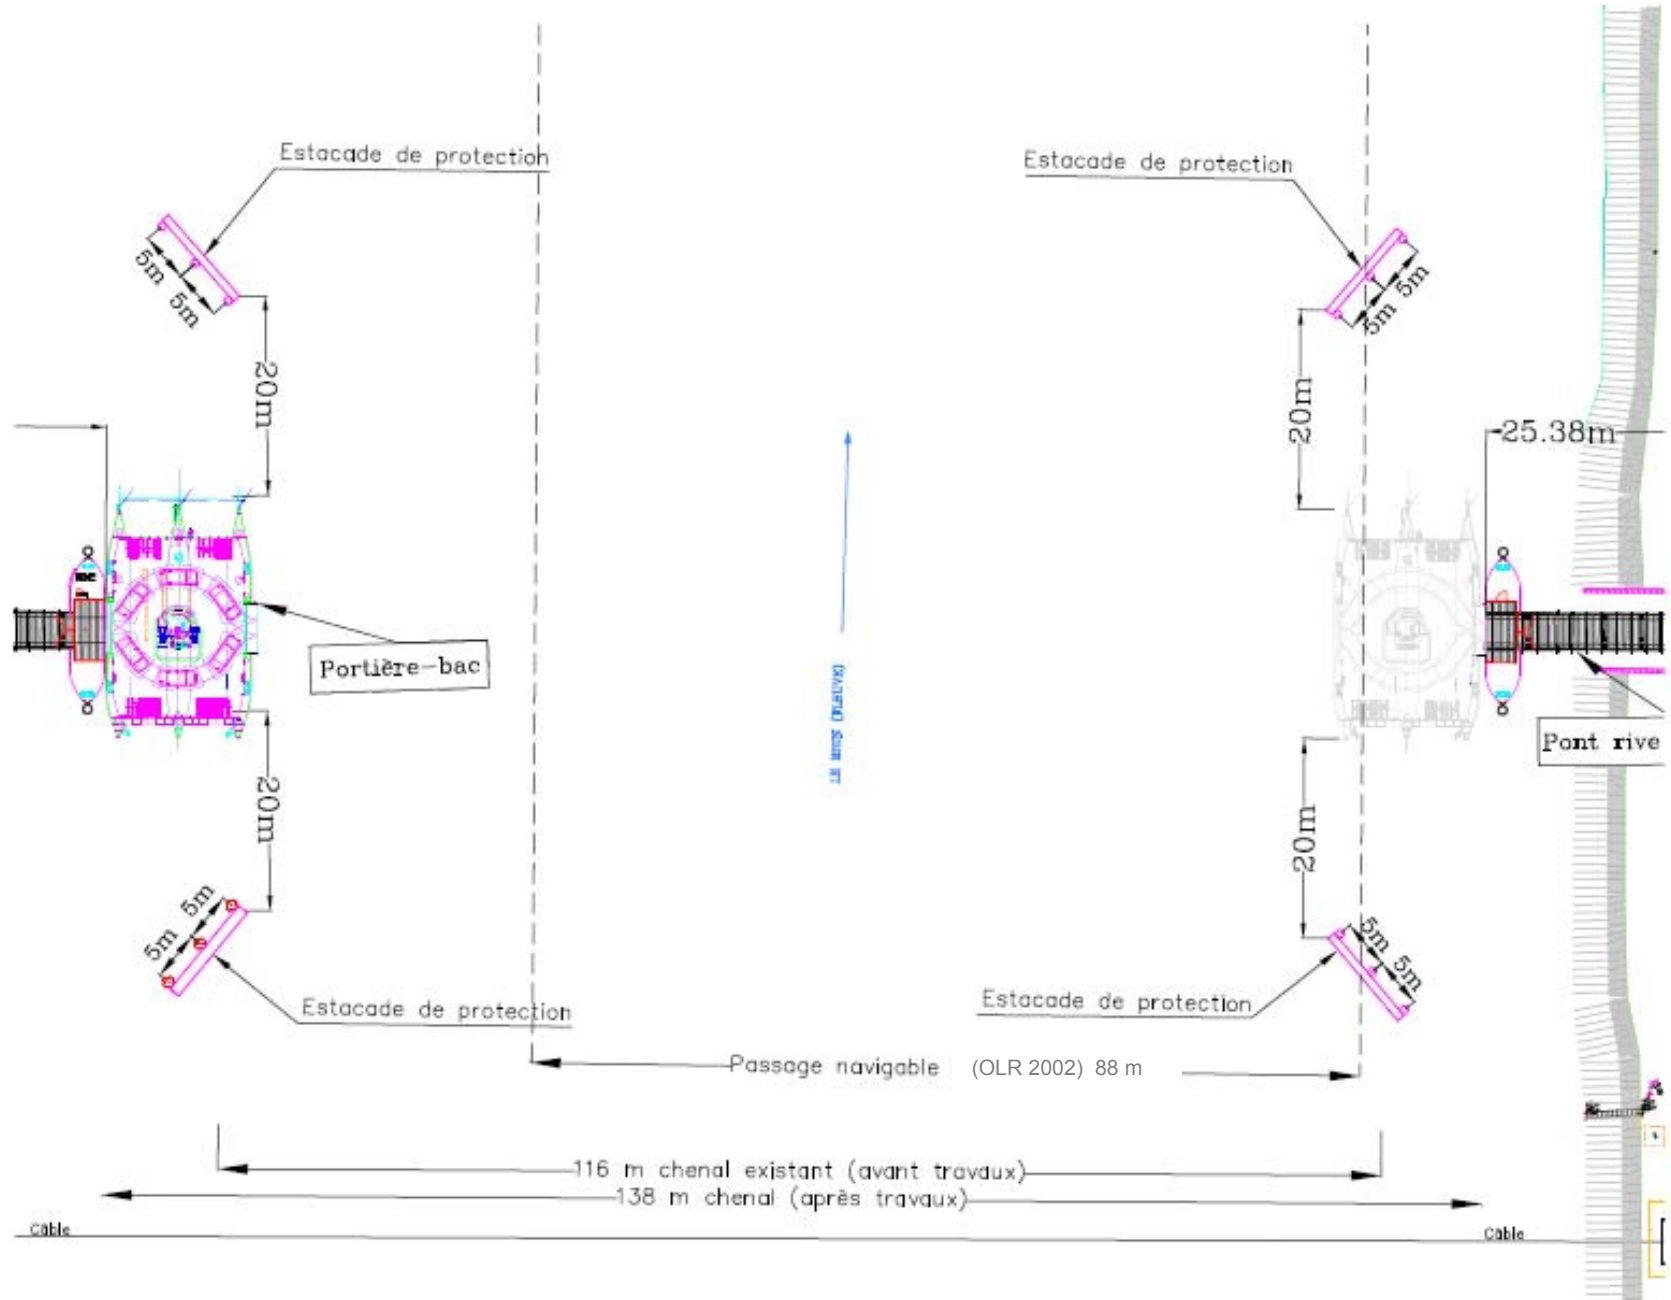 Estacade de protection
Estacade de protection
5m
5m
5m
5m
20m
20m
25.38m
Portière-bac
Pont rive
20m
20m
5m
5m
5m
5m
Estacade de protection
Estacade de protection
Passage navigable (OLR 2002) 88 m
116 m chenal existant (avant travaux)
138 m chenal (après travaux)
Câble
Câble